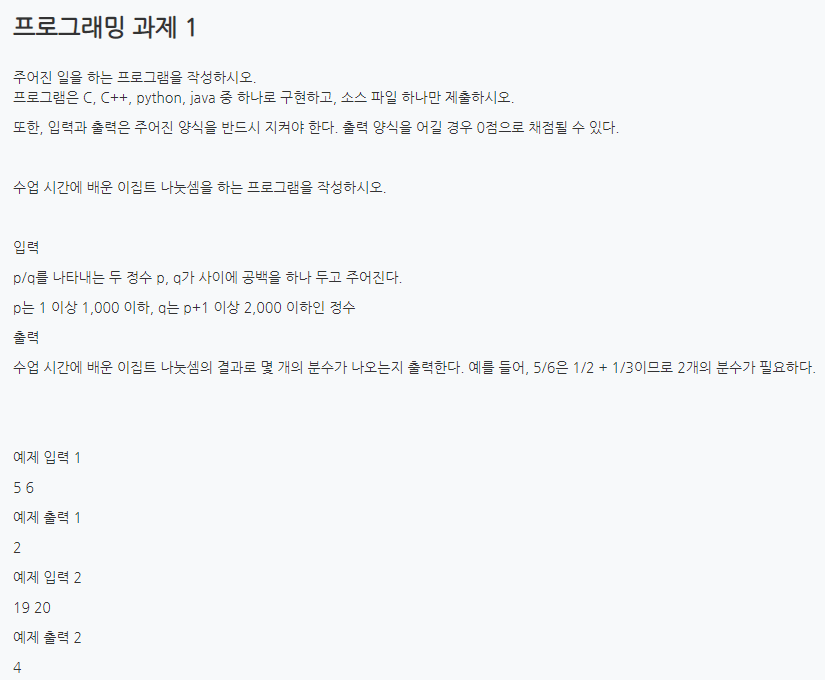 프로그래밍 과제 1
주어진 일을 하는 프로그램을 작성하시오.
프로그램은 C, C++, python, java 중 하나로 구현하고, 소스 파일 하나만 제출하시오.
또한, 입력과 출력은 주어진 양식을 반드시 지켜야 한다. 출력 양식을 어길 경우 0점으로 채점될 수 있다.
수업 시간에 배운 이집트 나눗셈을 하는 프로그램을 작성하시오.
입력
p/q를 나타내는 두 정수 p, q가 사이에 공백을 하나 두고 주어진다.
p는 1 이상 1,000 이하, q는 p+1 이상 2,000 이하인 정수
출력
수업 시간에 배운 이집트 나눗셈의 결과로 몇 개의 분수가 나오는지 출력한다. 예를 들어, 5/6은 1/2 + 1/3이므로 2개의 분수가 필요하다.
예제 입력 1
5 6
예제 출력 1
2
예제 입력 2
19 20
예제 출력 2
4